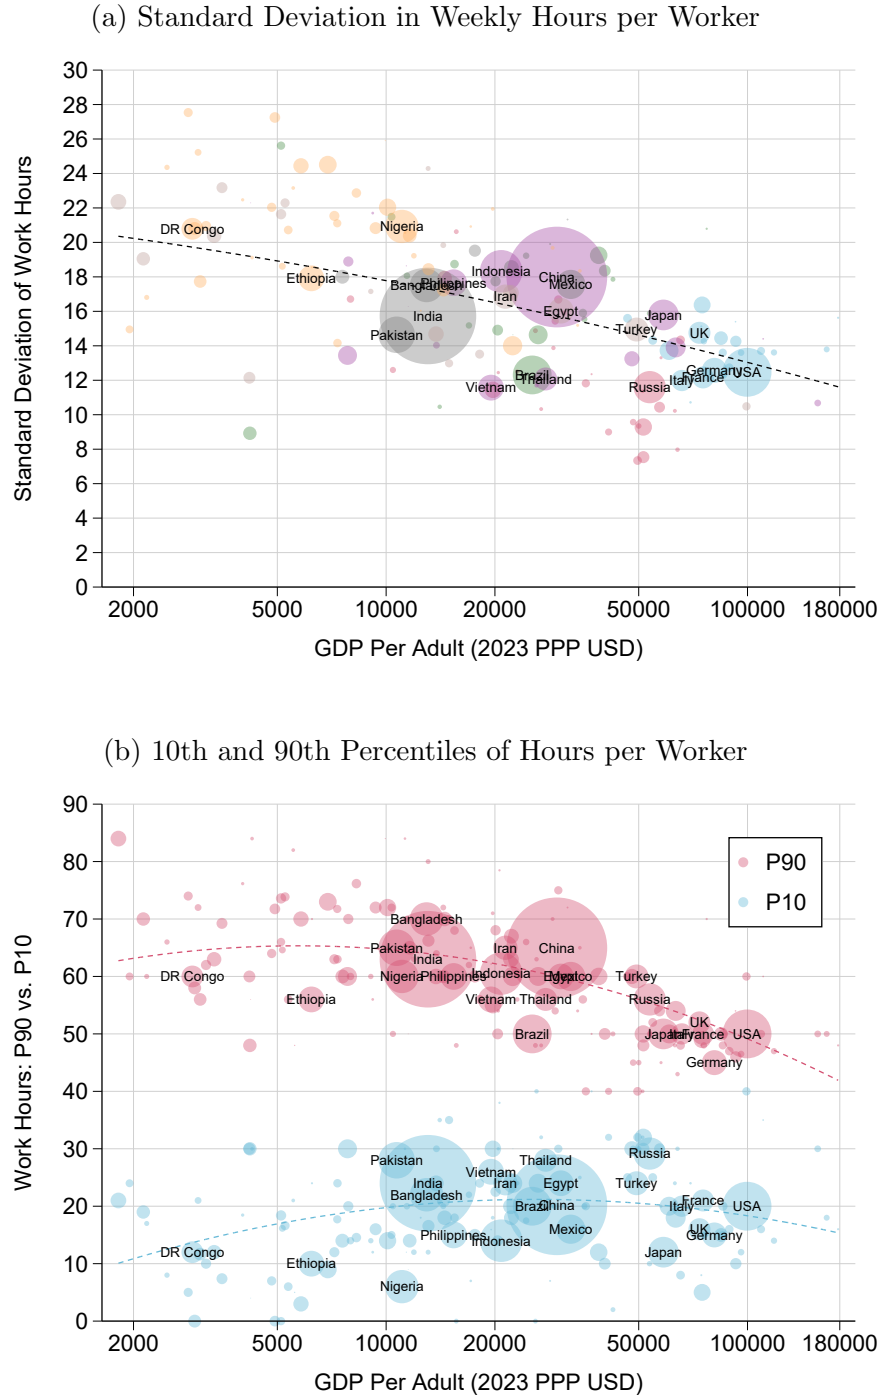 (a) Standard Deviation in Weekly Hours per Worker
30
28
26
24
22
20
18
16
14
12
10
8
6
4
2
0
Standard Deviation of Work Hours
DR Congo
Nigeria
Ethiopia
Bangladesh
Philippines
Indonesia
China
Mexico
Iran
Egypt
India
Pakistan
Japan
Turkey
UK
Vietnam
Brazil
Thailand
Russia
Italy
France
Germany
USA
2000
5000
10000
20000
50000
100000
180000
GDP Per Adult (2023 PPP USD)
(b) 10th and 90th Percentiles of Hours per Worker
90
80
70
60
50
40
30
20
10
0
Work Hours: P90 vs. P10
P90
P10
Bangladesh
Pakistan
India
Iran
China
DR Congo
Nigeria
Philippines
Indonesia
Egypt
Mexico
Turkey
Ethiopia
Vietnam
Thailand
Russia
Brazil
UK
Japan
Italy
France
USA
Germany
Pakistan
Thailand
Russia
India
Vietnam
Iran
Egypt
Turkey
Bangladesh
Brazil
China
Italy
France
USA
Philippines
Indonesia
Mexico
UK
Germany
DR Congo
Ethiopia
Japan
Nigeria
2000
5000
10000
20000
50000
100000
180000
GDP Per Adult (2023 PPP USD)